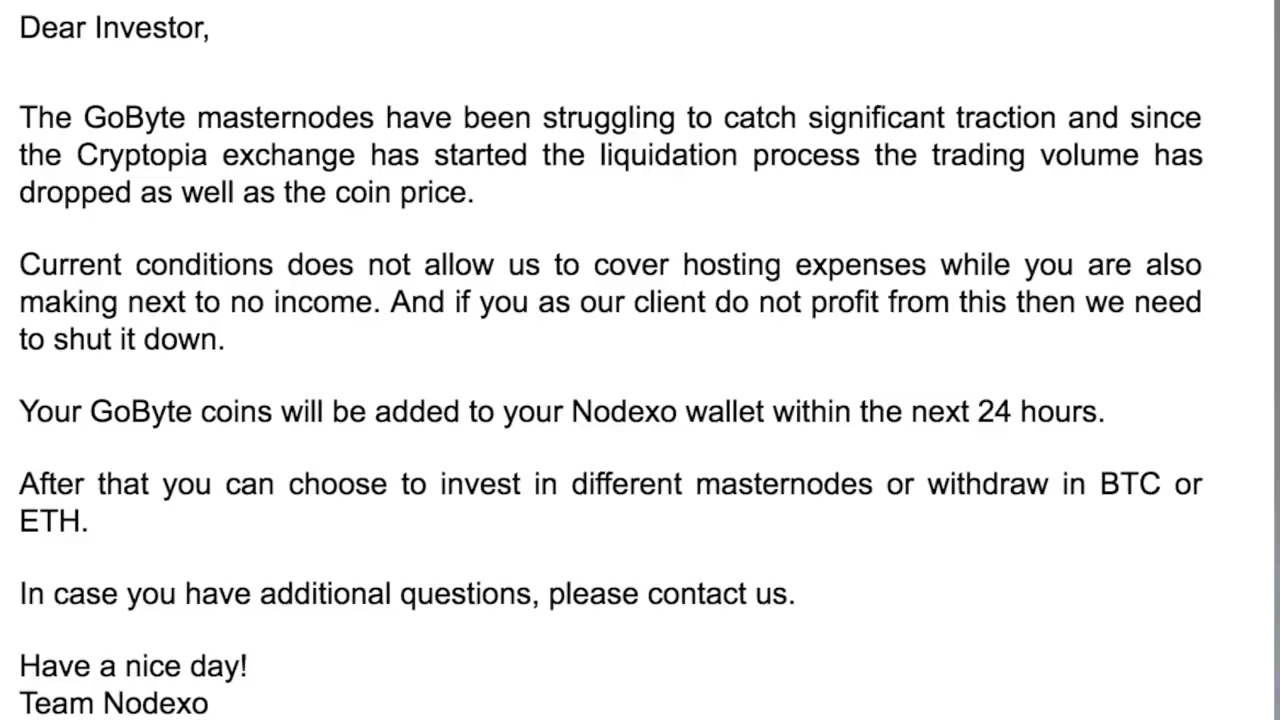 Dear Investor,
The GoByte masternodes have been struggling to catch significant traction and since
the Cryptopia exchange has started the liquidation process the trading volume has
dropped as well as the coin price.
Current conditions does not allow us to cover hosting expenses while you are also
making next to no income. And if you as our client do not profit from this then we need
to shut it down.
Your GoByte coins will be added to your Nodexo wallet within the next 24 hours.
After that you can choose to invest in different masternodes or withdraw in BTC or
ETH.
In case you have additional questions, please contact us.
Have a nice day!
Team Nodexo